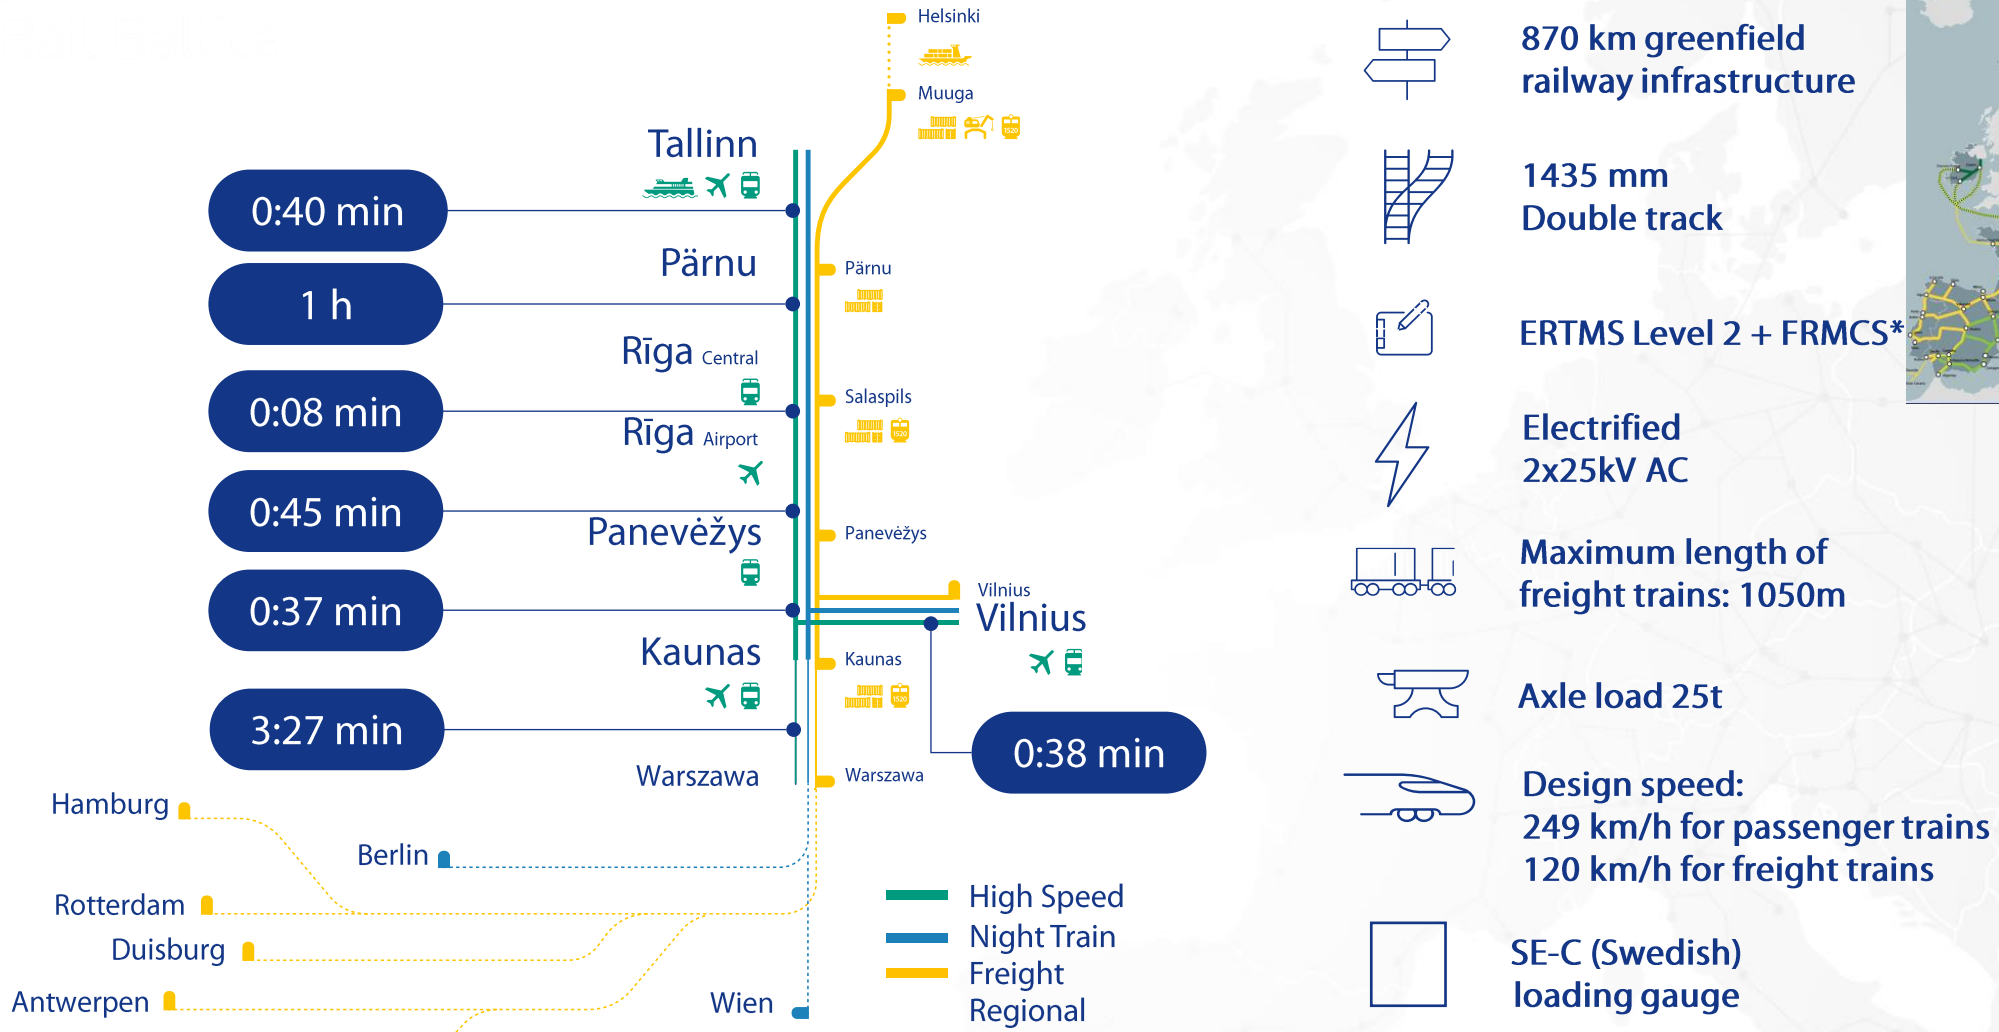 Helsinki
Muuga
1520
Tallinn
0:40 min
Pärnu
Pärnu
1 h
Rīga Central
Salaspils
1520
0:08 min
Rīga Airport
0:45 min
Panevėžys
Panevėžys
0:37 min
Vilnius
Vilnius
Kaunas
Kaunas
1520
3:27 min
0:38 min
Warszawa
Warszawa
Hamburg
Berlin
Rotterdam
Duisburg
Antwerpen
Wien
High Speed
Night Train
Freight
Regional
870 km greenfield
railway infrastructure
1435 mm
Double track
ERTMS Level 2 + FRMCS*
Electrified
2x25kV AC
Maximum length of
freight trains: 1050m
Axle load 25t
Design speed:
249 km/h for passenger trains
120 km/h for freight trains
SE-C (Swedish)
loading gauge